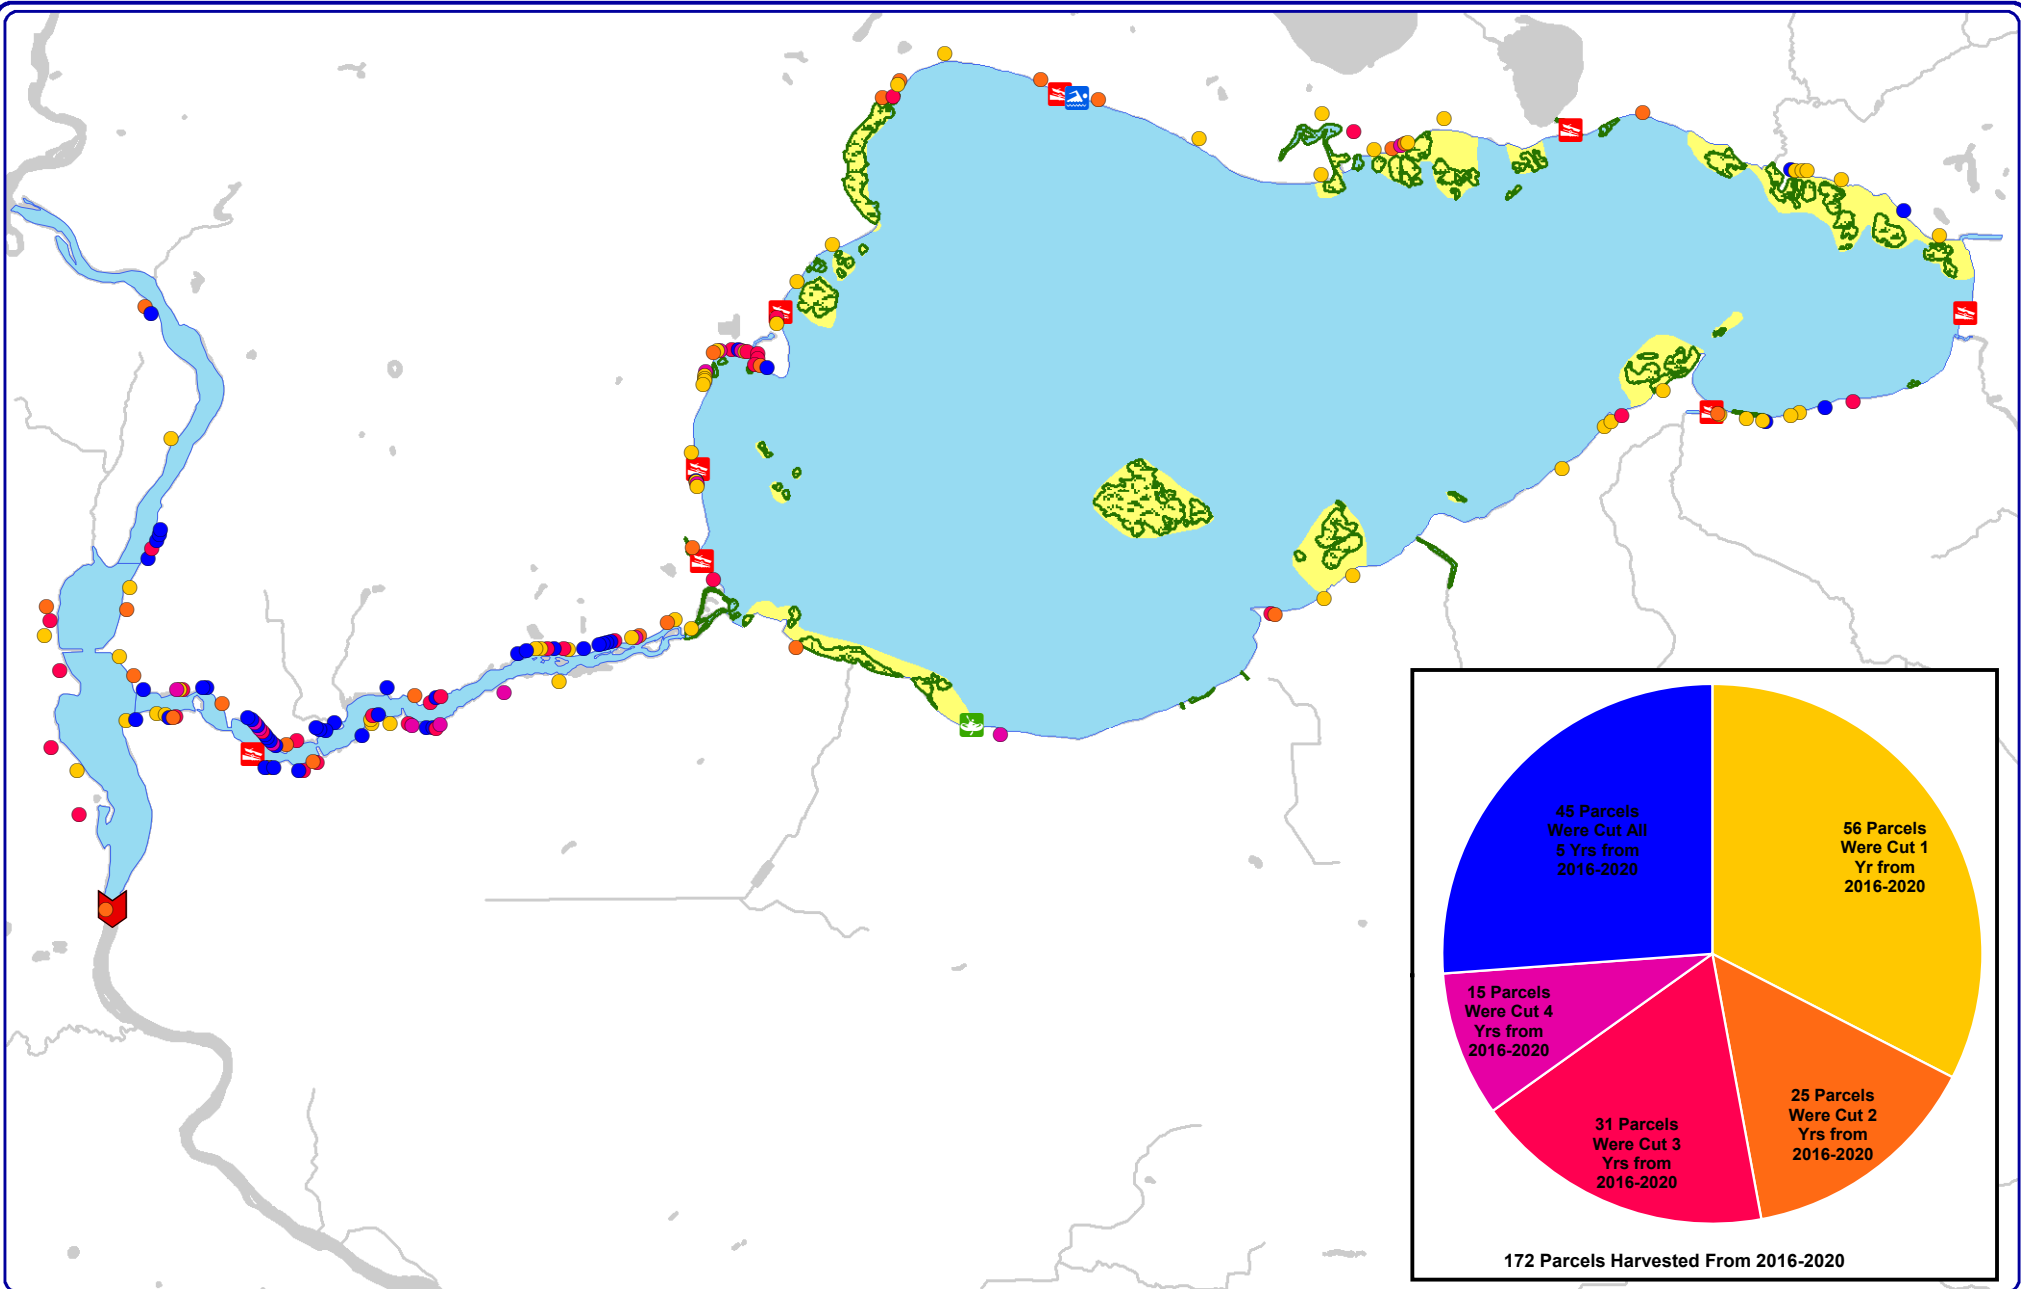 45 Parcels
Were Cut All
5 Yrs from
2016-2020
56 Parcels
Were Cut 1
Yr from
2016-2020
15 Parcels
Were Cut 4
Yrs from
2016-2020
25 Parcels
Were Cut 2
Yrs from
2016-2020
31 Parcels
Were Cut 3
Yrs from
2016-2020
172 Parcels Harvested From 2016-2020